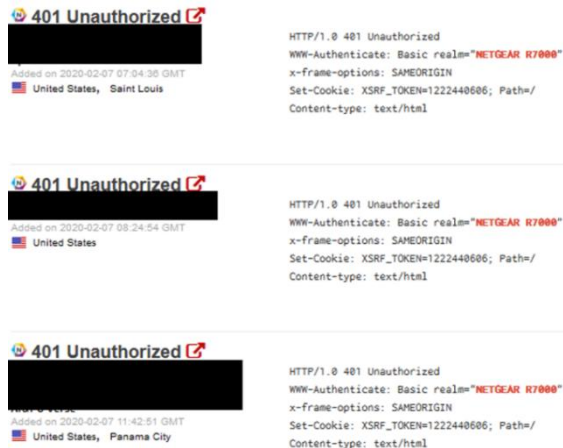 401 Unauthorized
Added on 2020-02-07 07:04:36 GMT
United States, Saint Louis
HTTP/1.0 401 Unauthorized
WWW-Authenticate: Basic realm="NETGEAR R7000"
x-frame-options: SAMEORIGIN
Set-Cookie: XSRF_TOKEN=1222440606; Path=/
Content-type: text/html
401 Unauthorized
Added on 2020-02-07 08:24:54 GMT
United States
HTTP/1.0 401 Unauthorized
WWW-Authenticate: Basic realm="NETGEAR R7000"
x-frame-options: SAMEORIGIN
Set-Cookie: XSRF_TOKEN=1222440606; Path=/
Content-type: text/html
401 Unauthorized
Added on 2020-02-07 11:42:51 GMT
United States, Panama City
HTTP/1.0 401 Unauthorized
WWW-Authenticate: Basic realm="NETGEAR R7000"
x-frame-options: SAMEORIGIN
Set-Cookie: XSRF_TOKEN=1222440606; Path=/
Content-type: text/html